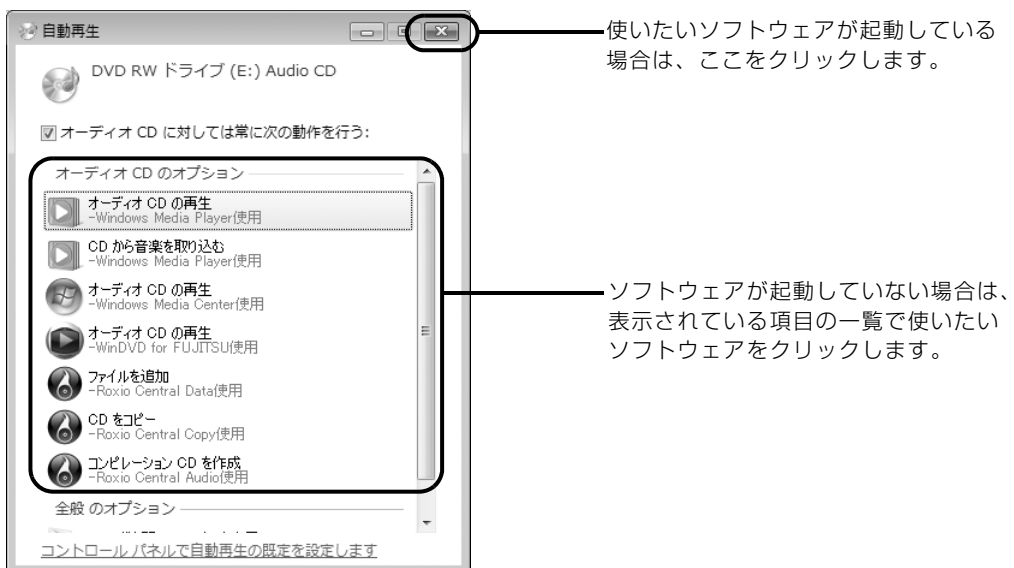 自動再生
使いたいソフトウェアが起動している
場合は、ここをクリックします。
DVD RW ドライブ (E:) Audio CD
オーディオ CD に対しては常に次の動作を行う:
オーディオ CD のオプション
オーディオ CD の再生
-Windows Media Player使用
CD から音楽を取り込む
-Windows Media Player使用
オーディオ CD の再生
-Windows Media Center使用
オーディオ CD の再生
-WinDVD for FUJITSU使用
ファイルを追加
-Roxio Central Data使用
CD をコピー
-Roxio Central Copy使用
コンピレーション CD を作成
-Roxio Central Audio使用
ソフトウェアが起動していない場合は、
表示されている項目の一覧で使いたい
ソフトウェアをクリックします。
全般 のオプション
コントロール パネルで自動再生の既定を設定します